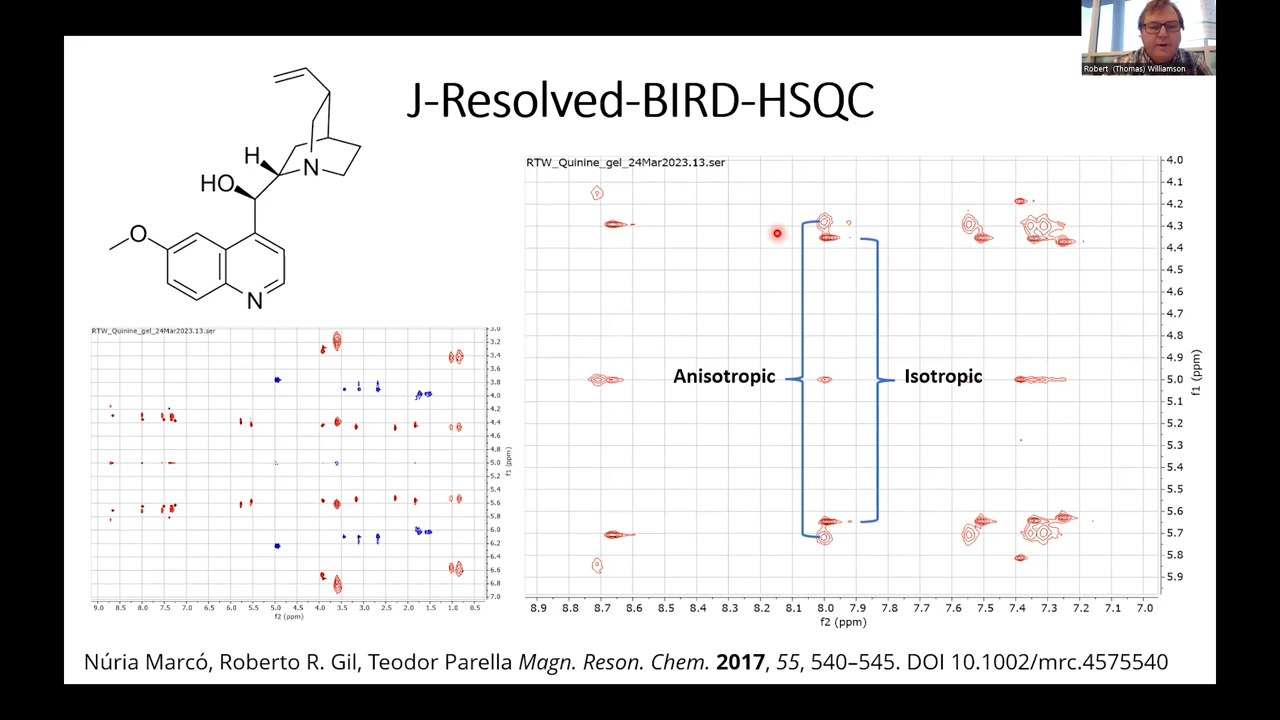 Robert (Thomas) Williamson
J-Resolved-BIRD-HSQC
H
N
HO
O
N
RTW_Quinine_gel_24Mar2023.13.ser
4.0
4.1
4.2
4.3
4.4
4.5
4.6
4.7
4.8
4.9
5.0
5.1
5.2
5.3
5.4
5.5
5.6
5.7
5.8
5.9
f1 (ppm)
Anisotropic
Isotropic
8.9 8.8 8.7 8.6 8.5 8.4 8.3 8.2 8.1 8.0 7.9 7.8 7.7 7.6 7.5 7.4 7.3 7.2 7.1 7.0
f2 (ppm)
RTW_Quinine_gel_24Mar2023.13.ser
3.0
3.2
3.4
3.6
3.8
4.0
4.2
4.4
4.6
4.8
5.0
5.2
5.4
5.6
5.8
6.0
6.2
6.4
6.6
6.8
7.0
f1 (ppm)
9.0 8.5 8.0 7.5 7.0 6.5 6.0 5.5 5.0 4.5 4.0 3.5 3.0 2.5 2.0 1.5 1.0 0.5
f2 (ppm)
Núria Marcó, Roberto R. Gil, Teodor Parella Magn. Reson. Chem. 2017, 55, 540–545. DOI 10.1002/mrc.4575540